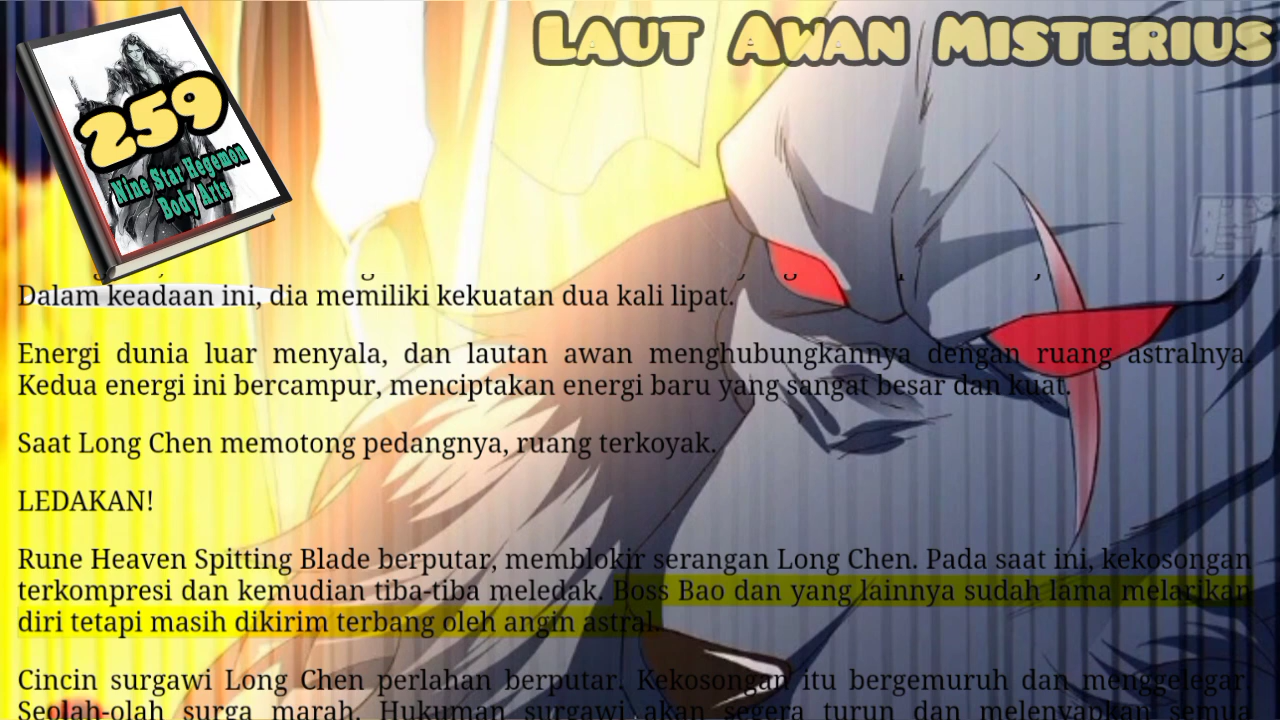 LAUT AWAN MISTERIUS
259
Nine Star Hegemon
Body Arts
Dalam keadaan ini, dia memiliki kekuatan dua kali lipat.
Energi dunia luar menyala, dan lautan awan menghubungkannya dengan ruang astralnya.
Kedua energi ini bercampur, menciptakan energi baru yang sangat besar dan kuat.
Saat Long Chen memotong pedangnya, ruang terkoyak.
LEDAKAN!
Rune Heaven Spitting Blade berputar, memblokir serangan Long Chen. Pada saat ini, kekosongan
terkompresi dan kemudian tiba-tiba meledak. Boss Bao dan yang lainnya sudah lama melarikan
diri tetapi masih dikirim terbang oleh angin astral.
Cincin surgawi Long Chen perlahan berputar. Kekosongan itu bergemuruh dan menggelegar.
Seolah-olah surga marah. Hukuman surgawi akan segera turun dan melenyapkan semua